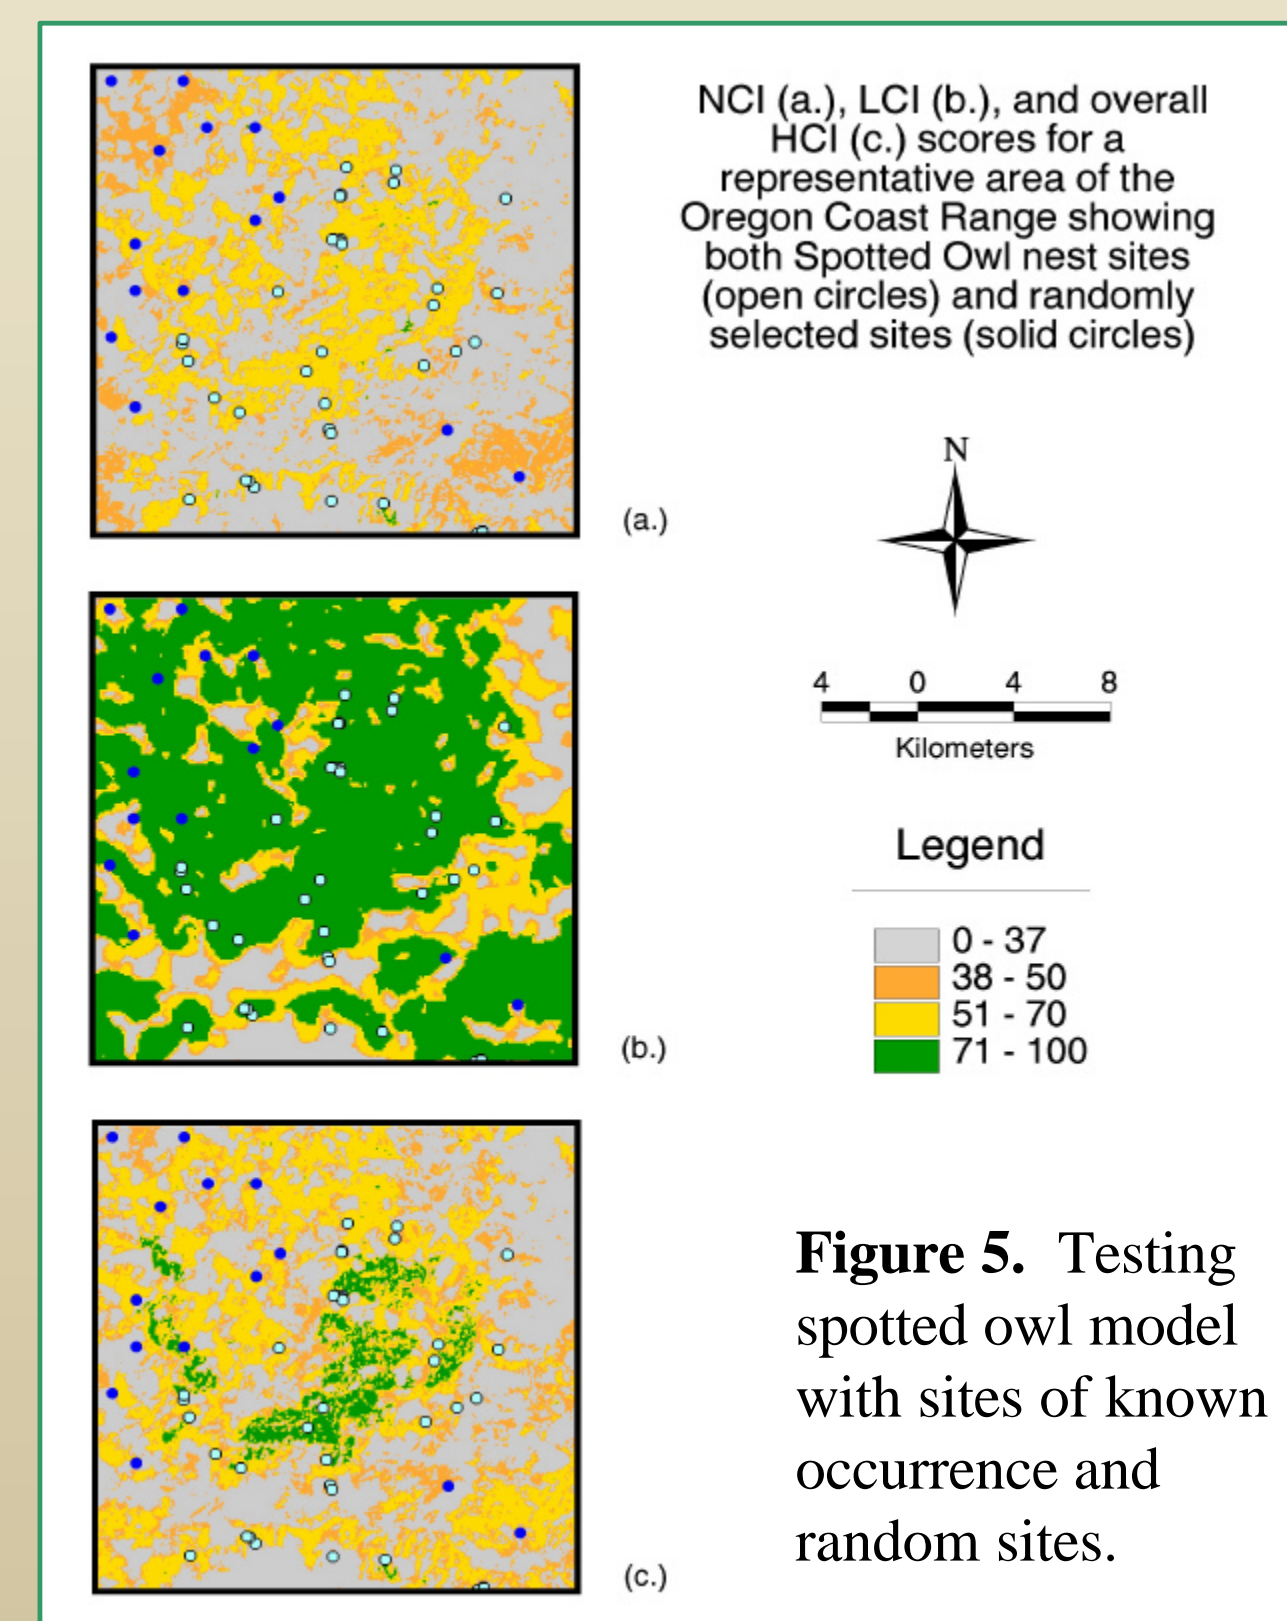 NCI (a.), LCI (b.), and overall
HCI (c.) scores for a
representative area of the
Oregon Coast Range showing
both Spotted Owl nest sites
(open circles) and randomly
selected sites (solid circles)
(a.)
N
4 0 4 8
Kilometers
(b.)
Legend
0 - 37
38 - 50
51 - 70
71 - 100
(c.)
Figure 5. Testing
spotted owl model
with sites of known
occurrence and
random sites.